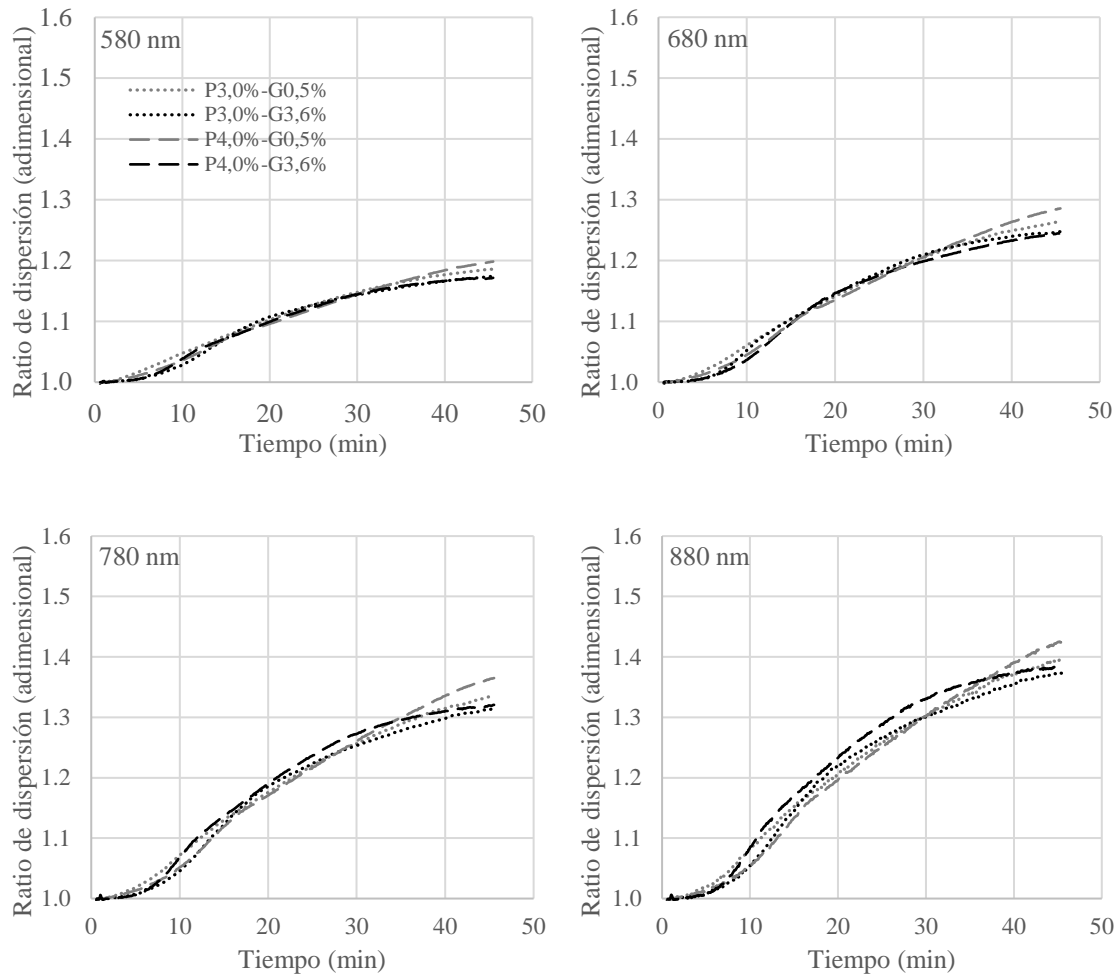 Ratio de dispersión (adimensional)
1.6
1.5
1.4
1.3
1.2
1.1
1.0
580 nm
P3,0%-G0,5%
P3,0%-G3,6%
P4,0%-G0,5%
P4,0%-G3,6%
0 10 20 30 40 50
Tiempo (min)
Ratio de dispersión (adimensional)
1.6
1.5
1.4
1.3
1.2
1.1
1.0
680 nm
0 10 20 30 40 50
Tiempo (min)
Ratio de dispersión (adimensional)
1.6
1.5
1.4
1.3
1.2
1.1
1.0
780 nm
0 10 20 30 40 50
Tiempo (min)
Ratio de dispersión (adimensional)
1.6
1.5
1.4
1.3
1.2
1.1
1.0
880 nm
0 10 20 30 40 50
Tiempo (min)